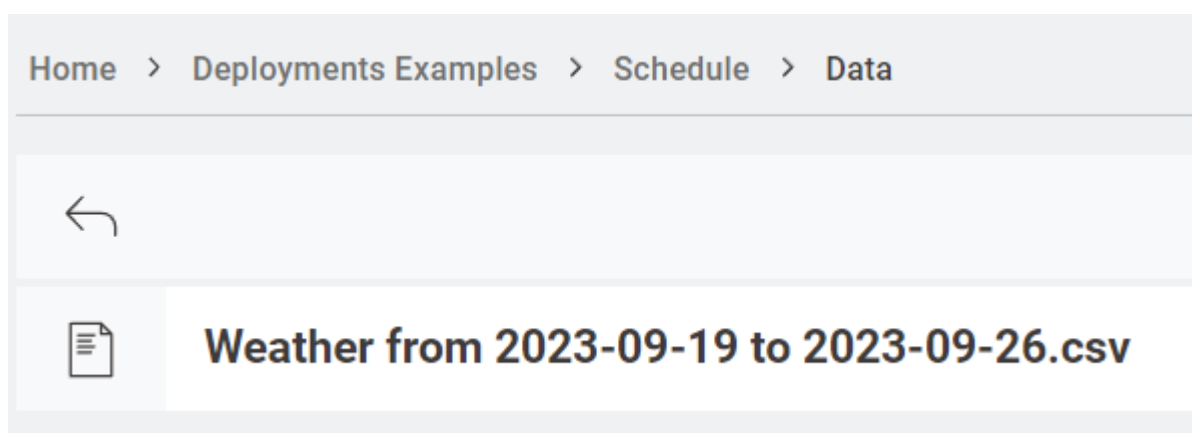 Home > Deployments Examples > Schedule > Data
Weather from 2023-09-19 to 2023-09-26.csv